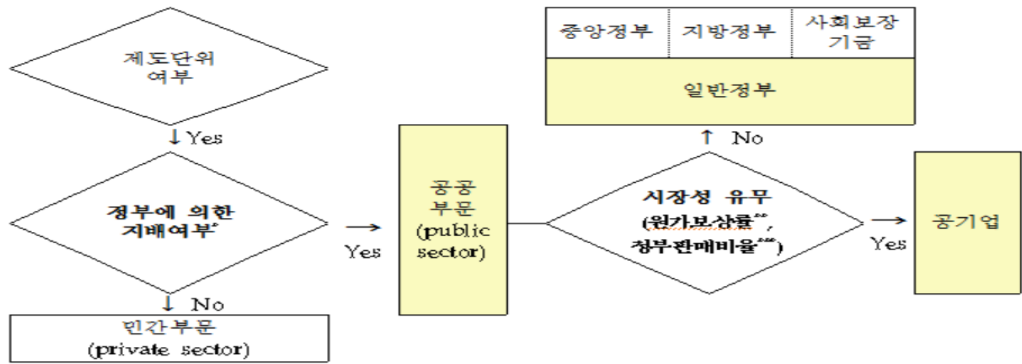 제도단위
여부
↓Yes
정부에 의한
지배여부*
→
Yes
↓ No
민간부문
(private sector)
공공
부문
(public
sector)
시장성 유무
(원가보상률**,
정부판매비율***)
↑ No
일반정부
중앙정부
지방정부
사회보장
기금
→
Yes
공기업